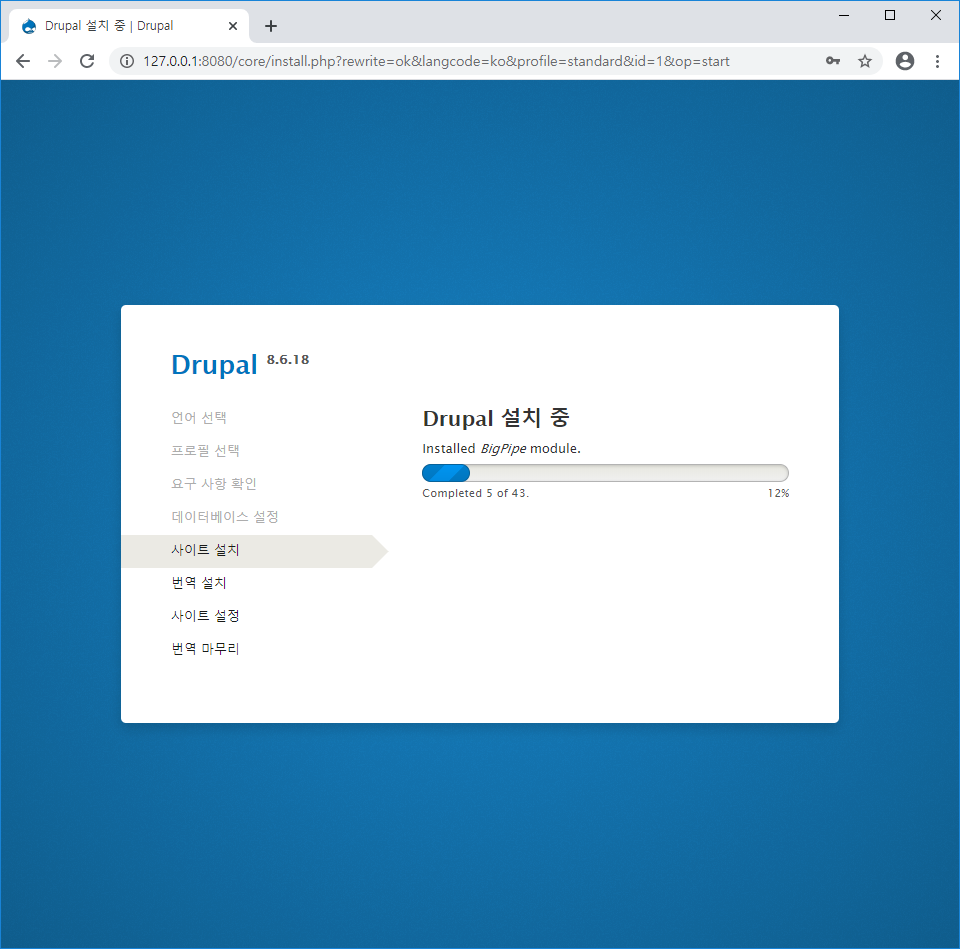 Drupal 설치 중 | Drupal
127.0.0.1:8080/core/install.php?rewrite=ok&langcode=ko&profile=standard&id=1&op=start
Drupal 8.6.18
언어 선택
프로필 선택
요구 사항 확인
데이터베이스 설정
사이트 설치
번역 설치
사이트 설정
번역 마무리
Drupal 설치 중
Installed BigPipe module.
Completed 5 of 43.
12%